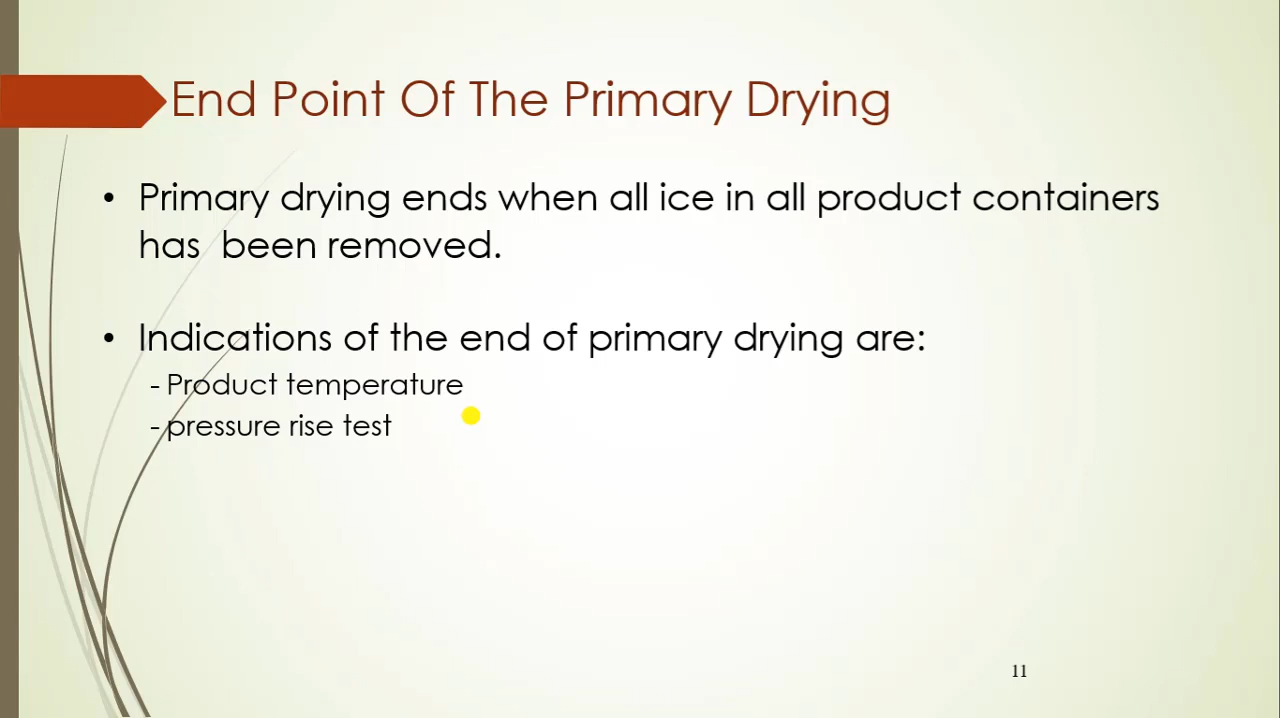 End Point Of The Primary Drying
• Primary drying ends when all ice in all product containers
has been removed.
• Indications of the end of primary drying are:
- Product temperature
- pressure rise test
11